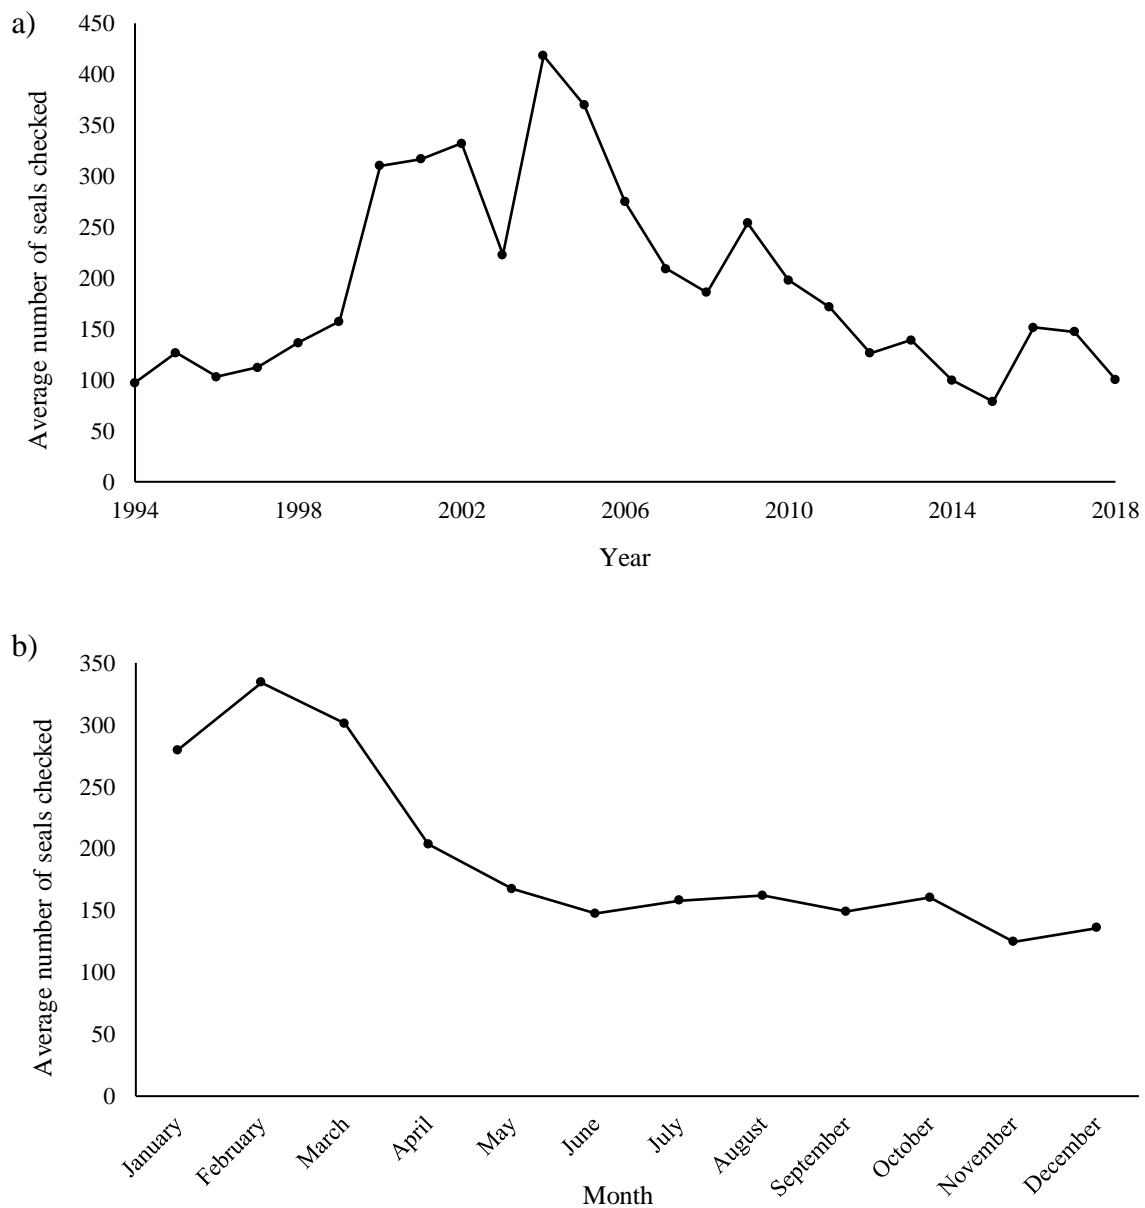 a)
Average number of seals checked
450
400
350
300
250
200
150
100
50
0
1994 1998 2002 2006 2010 2014 2018
Year
b)
Average number of seals checked
350
300
250
200
150
100
50
0
January February March April May June July August September October November December
Month